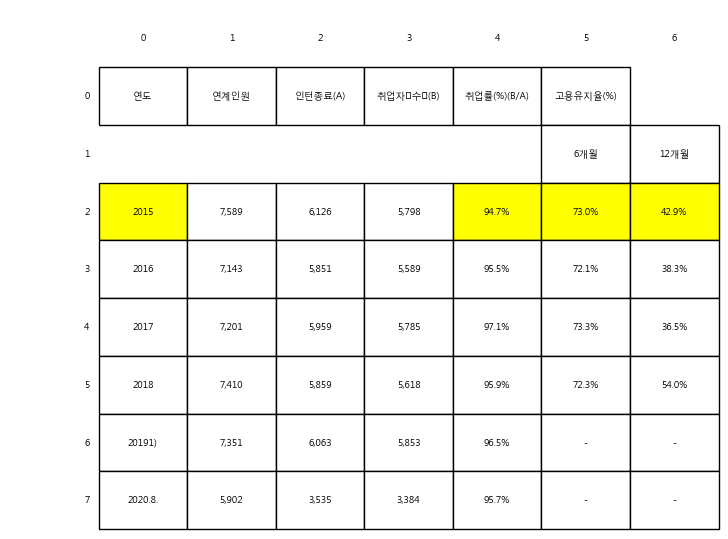 0 1 2 3 4 5 6
0 연도 연계인원 인턴종료(A) 취업자□수□(B) 취업률(%)(B/A) 고용유지율(%)
1 6개월 12개월
2 2015 7,589 6,126 5,798 94.7% 73.0% 42.9%
3 2016 7,143 5,851 5,589 95.5% 72.1% 38.3%
4 2017 7,201 5,959 5,785 97.1% 73.3% 36.5%
5 2018 7,410 5,859 5,618 95.9% 72.3% 54.0%
6 20191) 7,351 6,063 5,853 96.5% - -
7 2020.8. 5,902 3,535 3,384 95.7% - -